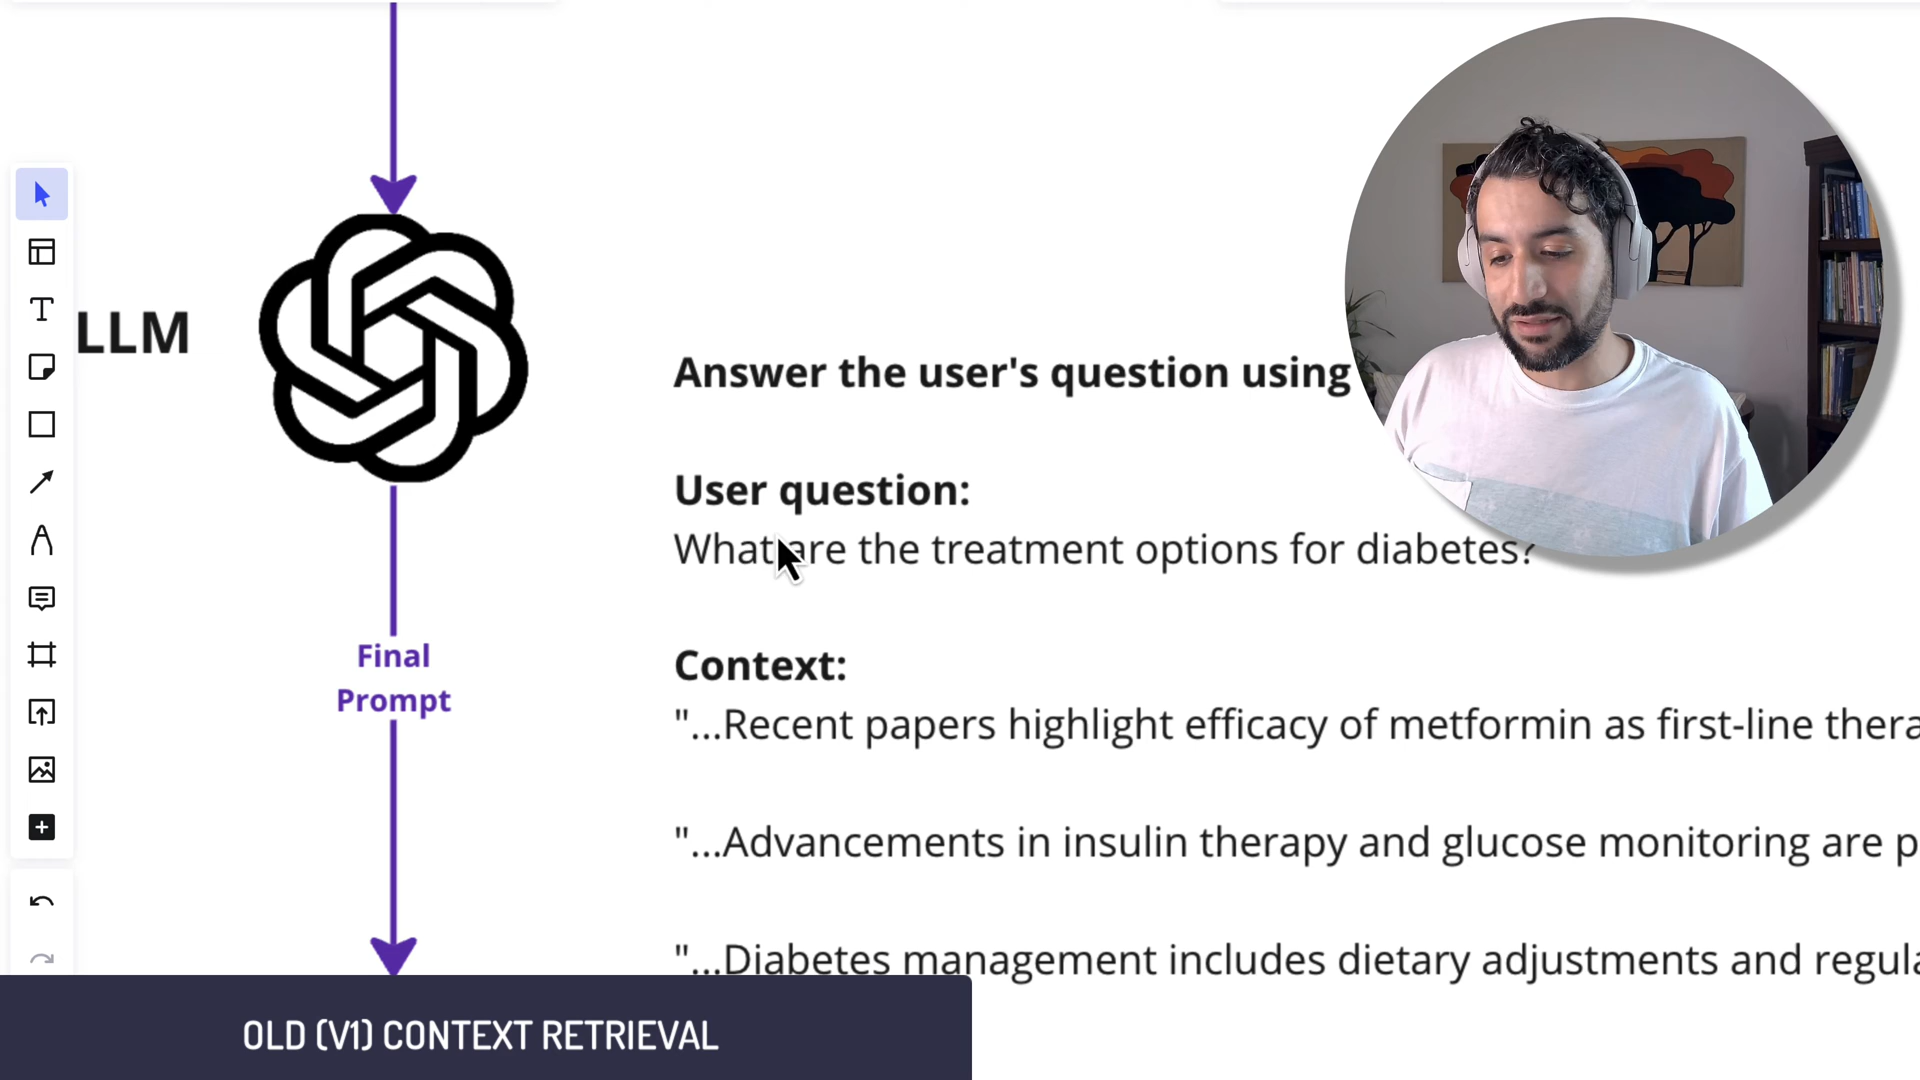 LLM
Answer the user's question using
User question:
What are the treatment options for diabetes?
Final
Prompt
Context:
"...Recent papers highlight efficacy of metformin as first-line thera
"...Advancements in insulin therapy and glucose monitoring are p
"...Diabetes management includes dietary adjustments and regula
OLD (V1) CONTEXT RETRIEVAL